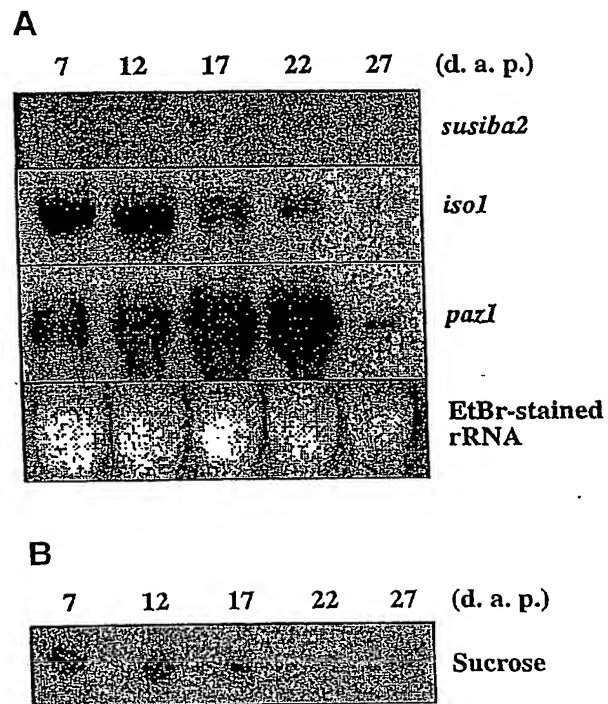 A
7 12 17 22 27 (d. a. p.)
susiba2
iso1
paz1
EtBr-stained
rRNA
B
7 12 17 22 27 (d. a. p.)
Sucrose